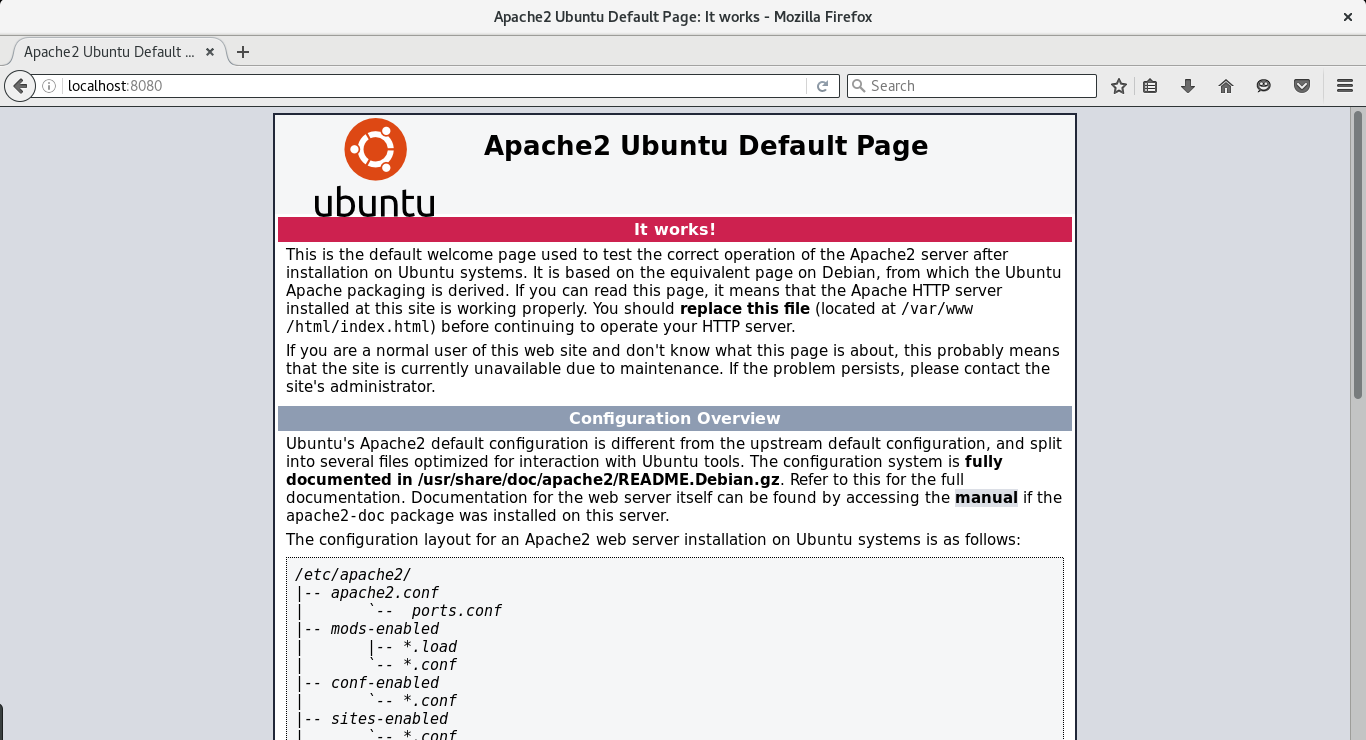 Apache2 Ubuntu Default Page: It works - Mozilla Firefox
Apache2 Ubuntu Default ...
localhost:8080
Search
ubuntu
Apache2 Ubuntu Default Page
It works!
This is the default welcome page used to test the correct operation of the Apache2 server after
installation on Ubuntu systems. It is based on the equivalent page on Debian, from which the Ubuntu
Apache packaging is derived. If you can read this page, it means that the Apache HTTP server
installed at this site is working properly. You should replace this file (located at /var/www
/html/index.html) before continuing to operate your HTTP server.
If you are a normal user of this web site and don't know what this page is about, this probably means
that the site is currently unavailable due to maintenance. If the problem persists, please contact the
site's administrator.
Configuration Overview
Ubuntu's Apache2 default configuration is different from the upstream default configuration, and split
into several files optimized for interaction with Ubuntu tools. The configuration system is fully
documented in /usr/share/doc/apache2/README.Debian.gz. Refer to this for the full
documentation. Documentation for the web server itself can be found by accessing the manual if the
apache2-doc package was installed on this server.
The configuration layout for an Apache2 web server installation on Ubuntu systems is as follows:
/etc/apache2/
|-- apache2.conf
|       `--  ports.conf
|-- mods-enabled
|       |-- *.load
|       `-- *.conf
|-- conf-enabled
|       `-- *.conf
|-- sites-enabled
|       `-- *.conf